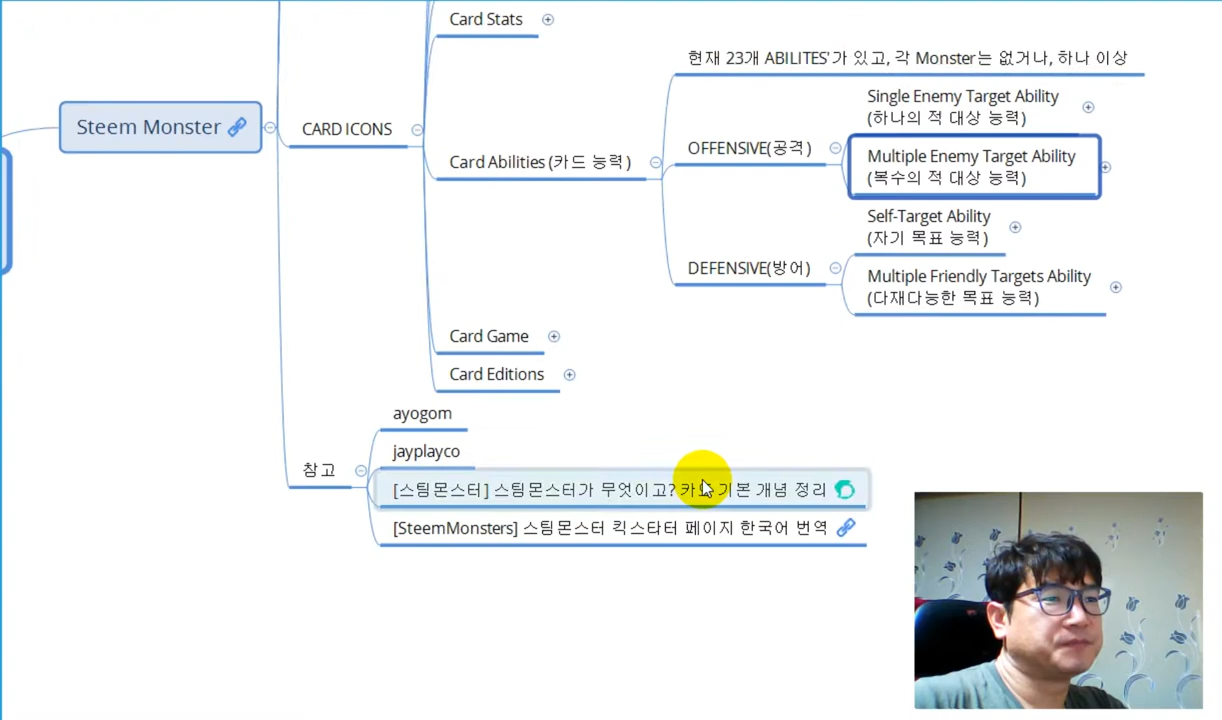 Card Stats
현재 23개 ABILITES'가 있고, 각 Monster는 없거나, 하나 이상
Single Enemy Target Ability
(하나의 적 대상 능력)
Steem Monster
CARD ICONS
OFFENSIVE(공격)
Multiple Enemy Target Ability
(복수의 적 대상 능력)
Card Abilities (카드 능력)
Self-Target Ability
(자기 목표 능력)
DEFENSIVE(방어)
Multiple Friendly Targets Ability
(다재다능한 목표 능력)
Card Game
Card Editions
ayogom
jayplayco
참고
[스팀몬스터] 스팀몬스터가 무엇이고? 기본 개념 정리
[SteemMonsters] 스팀몬스터 킥스타터 페이지 한국어 번역